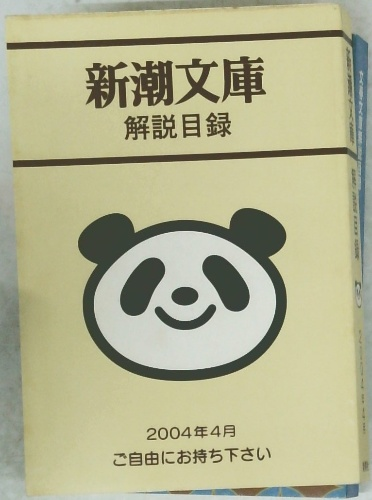 新潮文庫
解説目録
2004年4月
ご自由にお持ち下さい